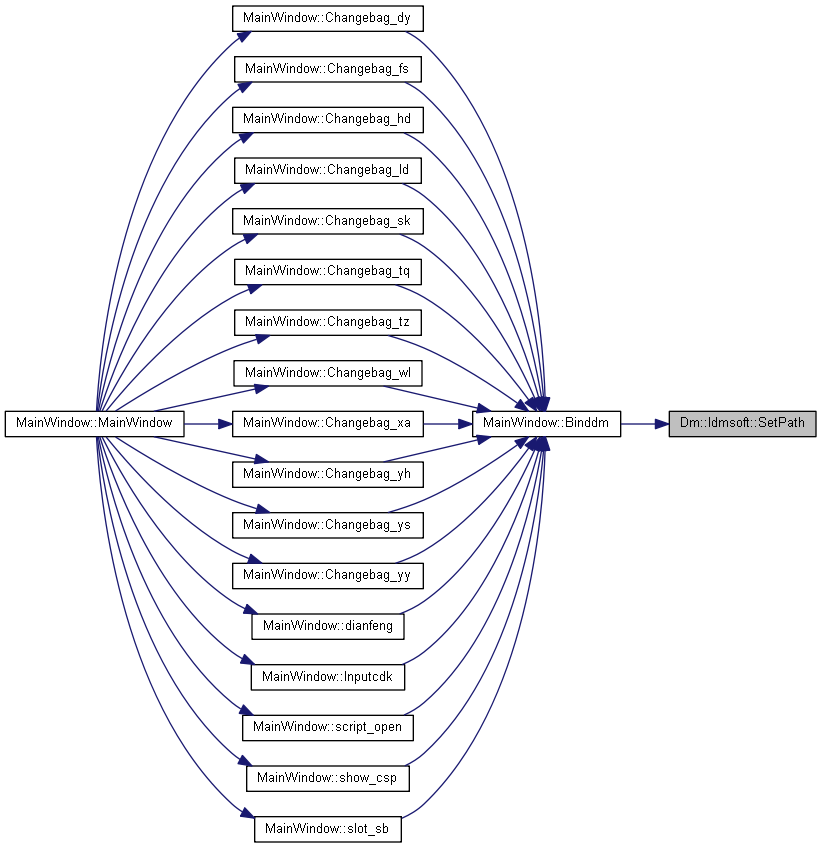 MainWindow::Changebag_dy
MainWindow::Changebag_fs
MainWindow::Changebag_hd
MainWindow::Changebag_ld
MainWindow::Changebag_sk
MainWindow::Changebag_tq
MainWindow::Changebag_tz
MainWindow::Changebag_wl
MainWindow::MainWindow
MainWindow::Changebag_xa
MainWindow::Binddm
Dm::Idmsoft::SetPath
MainWindow::Changebag_yh
MainWindow::Changebag_ys
MainWindow::Changebag_yy
MainWindow::dianfeng
MainWindow::Inputcdk
MainWindow::script_open
MainWindow::show_csp
MainWindow::slot_sb